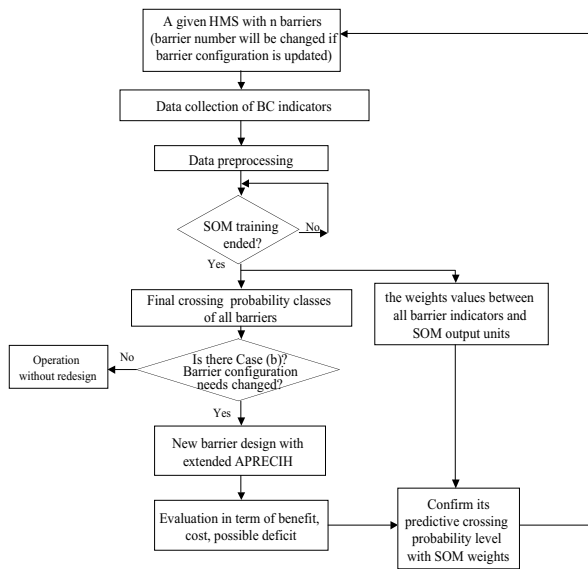 A given HMS with n barriers
(barrier number will be changed if
barrier configuration is updated)
Data collection of BC indicators
Data preprocessing
SOM training
ended?
No
Yes
Final crossing probability classes
of all barriers
the weights values between
all barrier indicators and
SOM output units
Is there Case (b)?
Barrier configuration
needs changed?
No
Operation
without redesign
Yes
New barrier design with
extended APRECIH
Evaluation in term of benefit,
cost, possible deficit
Confirm its
predictive crossing
probability level
with SOM weights